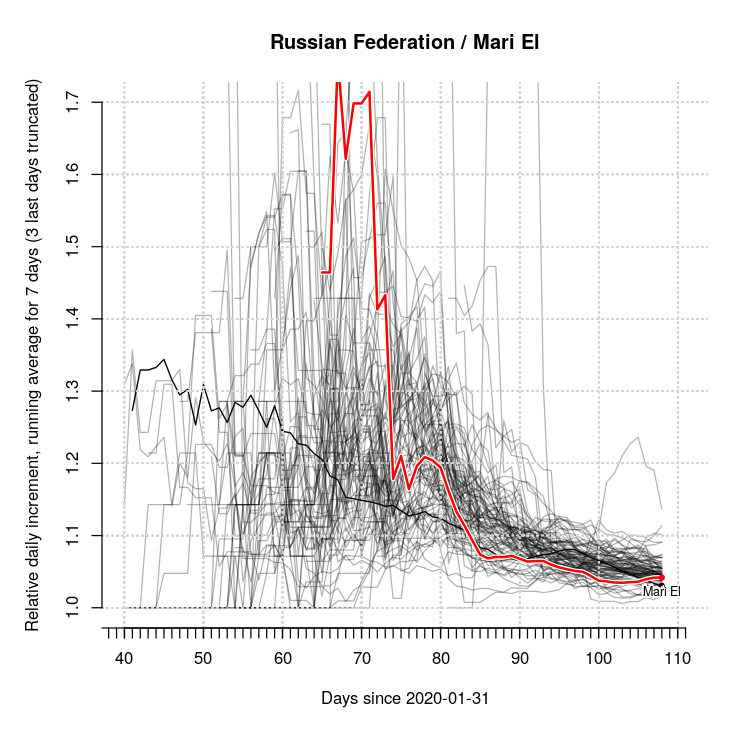 Russian Federation / Mari El
Relative daily increment, running average for 7 days (3 last days truncated)
1.7
1.6
1.5
1.4
1.3
1.2
1.1
1.0
Mari El
40 50 60 70 80 90 100 110
Days since 2020-01-31